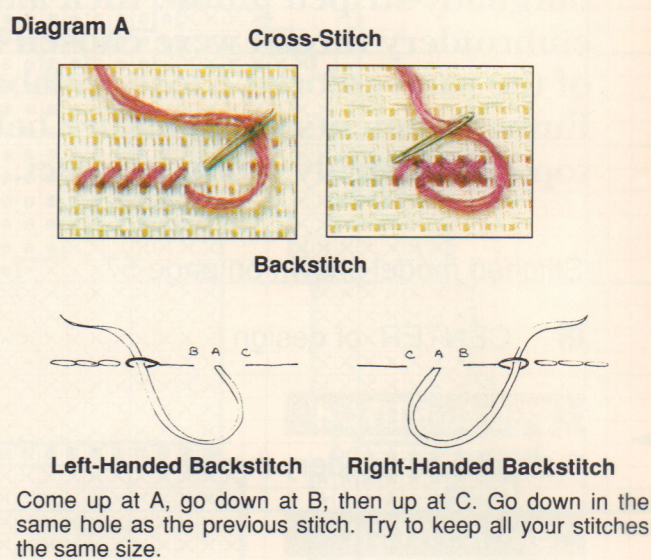 Diagram A
Cross-Stitch
Backstitch
B A C
C A B
Left-Handed Backstitch
Right-Handed Backstitch
Come up at A, go down at B, then up at C. Go down in the
same hole as the previous stitch. Try to keep all your stitches
the same size.